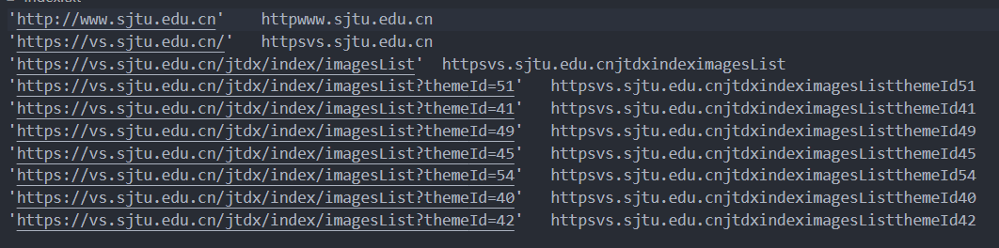 'http://www.sjtu.edu.cn' httpwww.sjtu.edu.cn
'https://vs.sjtu.edu.cn/' httpsvs.sjtu.edu.cn
'https://vs.sjtu.edu.cn/jtdx/index/imagesList' httpsvs.sjtu.edu.cnjtdxindeximagesList
'https://vs.sjtu.edu.cn/jtdx/index/imagesList?themeId=51' httpsvs.sjtu.edu.cnjtdxindeximagesListthemeId51
'https://vs.sjtu.edu.cn/jtdx/index/imagesList?themeId=41' httpsvs.sjtu.edu.cnjtdxindeximagesListthemeId41
'https://vs.sjtu.edu.cn/jtdx/index/imagesList?themeId=49' httpsvs.sjtu.edu.cnjtdxindeximagesListthemeId49
'https://vs.sjtu.edu.cn/jtdx/index/imagesList?themeId=45' httpsvs.sjtu.edu.cnjtdxindeximagesListthemeId45
'https://vs.sjtu.edu.cn/jtdx/index/imagesList?themeId=54' httpsvs.sjtu.edu.cnjtdxindeximagesListthemeId54
'https://vs.sjtu.edu.cn/jtdx/index/imagesList?themeId=40' httpsvs.sjtu.edu.cnjtdxindeximagesListthemeId40
'https://vs.sjtu.edu.cn/jtdx/index/imagesList?themeId=42' httpsvs.sjtu.edu.cnjtdxindeximagesListthemeId42